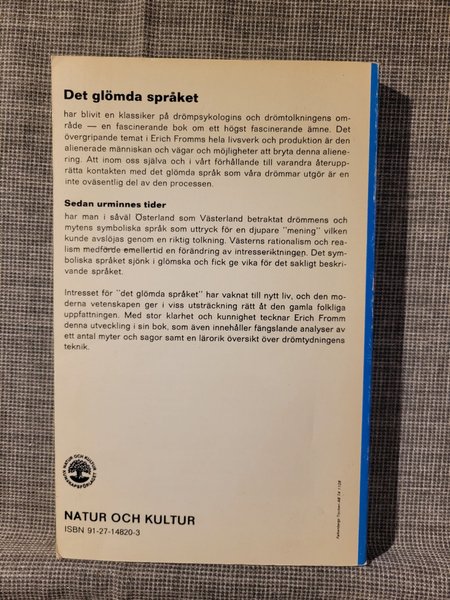 Det glömda språket
har blivit en klassiker på drömpsykologins och drömtolkningens om-
råde — en fascinerande bok om ett högst fascinerande ämne. Det
övergripande temat i Erich Fromms hela livsverk och produktion är den
alienerade människan och vägar och möjligheter att bryta denna aliene-
ring. Att inom oss själva och i vårt förhållande till varandra återupp-
rätta kontakten med det glömda språk som våra drömmar utgör är en
inte oväsentlig del av den processen.
Sedan urminnes tider
har man i såväl Österland som Västerland betraktat drömmens och
mytens symboliska språk som uttryck för en djupare "mening" vilken
kunde avslöjas genom en riktig tolkning. Västerns rationalism och rea-
lism medförde emellertid en förändring av intresseriktningen. Det sym-
boliska språket sjönk i glömska och fick ge vika för det sakligt beskri-
vande språket.
Intresset för "det glömda språket" har vaknat till nytt liv, och den mo-
derna vetenskapen ger i viss utsträckning rätt åt den gamla folkliga
uppfattningen. Med stor klarhet och kunnighet tecknar Erich Fromm
denna utveckling i sin bok, som även innehåller fängslande analyser av
ett antal myter och sagor samt en lärorik översikt över drömtydningens
teknik.
NATUR OCH KULTUR
NATUR OCH KULTUR
ISBN 91-27-14820-3